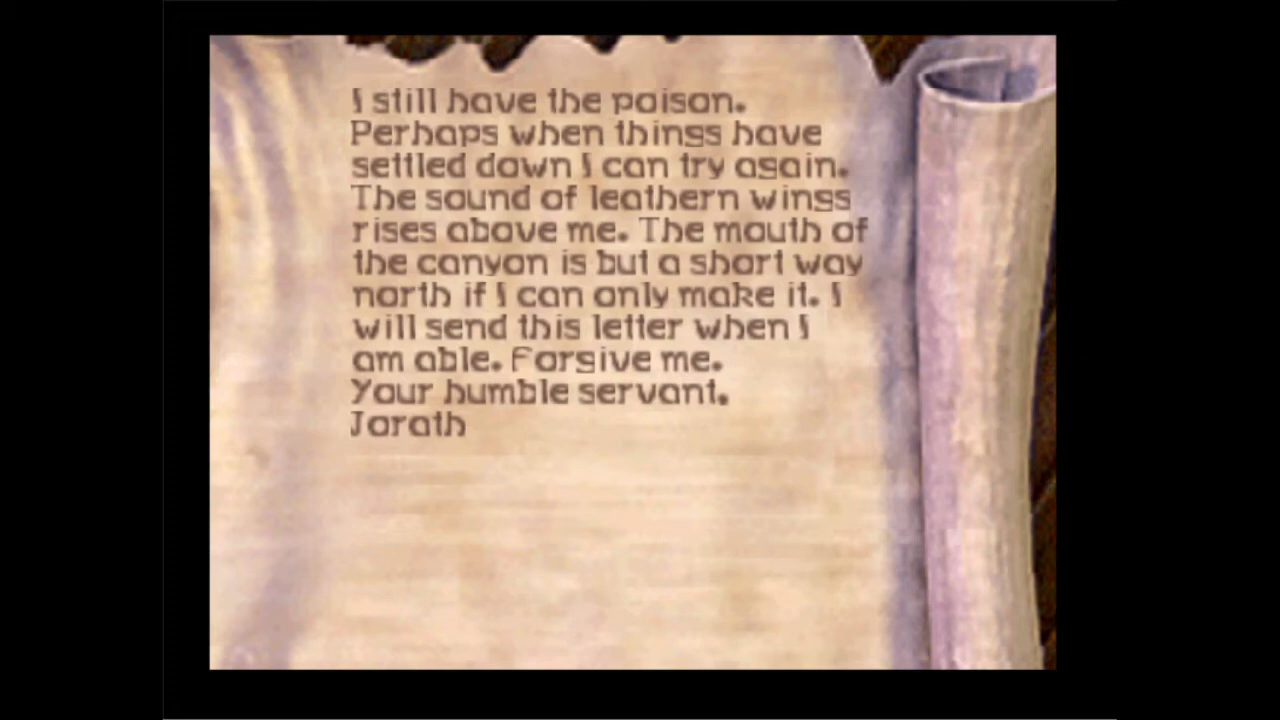 I still have the poison.
Perhaps when things have
settled down I can try again.
The sound of leathern wings
rises above me. The mouth of
the canyon is but a short way
north if I can only make it. I
will send this letter when I
am able. Forgive me.
Your humble servant.
Jorath